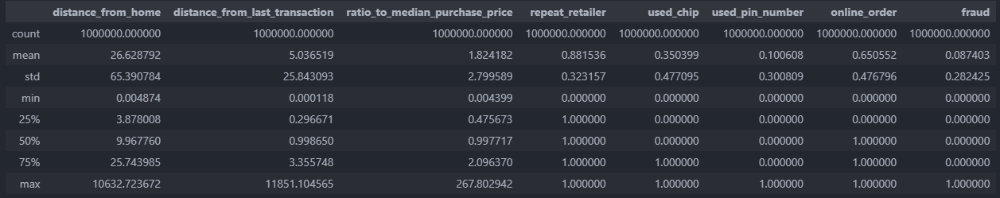 distance_from_home distance_from_last_transaction ratio_to_median_purchase_price repeat_retailer used_chip used_pin_number online_order fraud
count 1000000.000000 1000000.000000 1000000.000000 1000000.000000 1000000.000000 1000000.000000 1000000.000000 1000000.000000
mean 26.628792 5.036519 1.824182 0.881536 0.350399 0.100608 0.650552 0.087403
std 65.390784 25.843093 2.799589 0.323157 0.477095 0.300809 0.476796 0.282425
min 0.004874 0.000118 0.004399 0.000000 0.000000 0.000000 0.000000 0.000000
25% 3.878008 0.296671 0.475673 1.000000 0.000000 0.000000 0.000000 0.000000
50% 9.967760 0.998650 0.997717 1.000000 0.000000 0.000000 1.000000 0.000000
75% 25.743985 3.355748 2.096370 1.000000 1.000000 0.000000 1.000000 0.000000
max 10632.723672 11851.104565 267.802942 1.000000 1.000000 1.000000 1.000000 1.000000